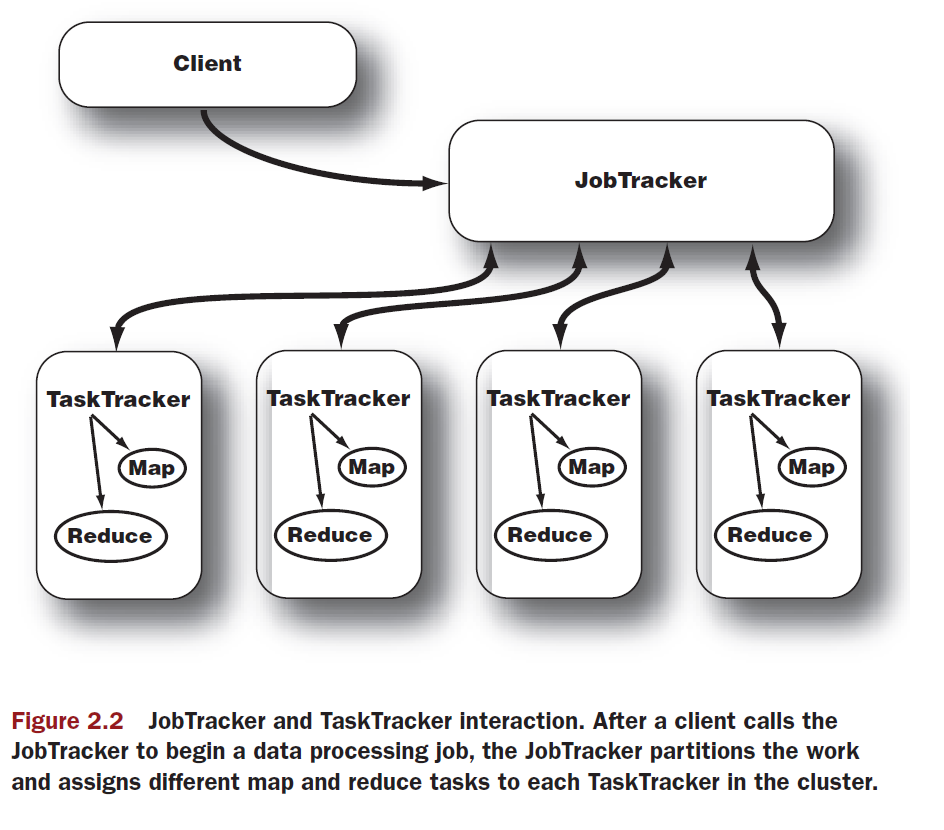 Client
JobTracker
TaskTracker
Map
Reduce
TaskTracker
Map
Reduce
TaskTracker
Map
Reduce
TaskTracker
Map
Reduce
Figure 2.2 JobTracker and TaskTracker interaction. After a client calls the
JobTracker to begin a data processing job, the JobTracker partitions the work
and assigns different map and reduce tasks to each TaskTracker in the cluster.